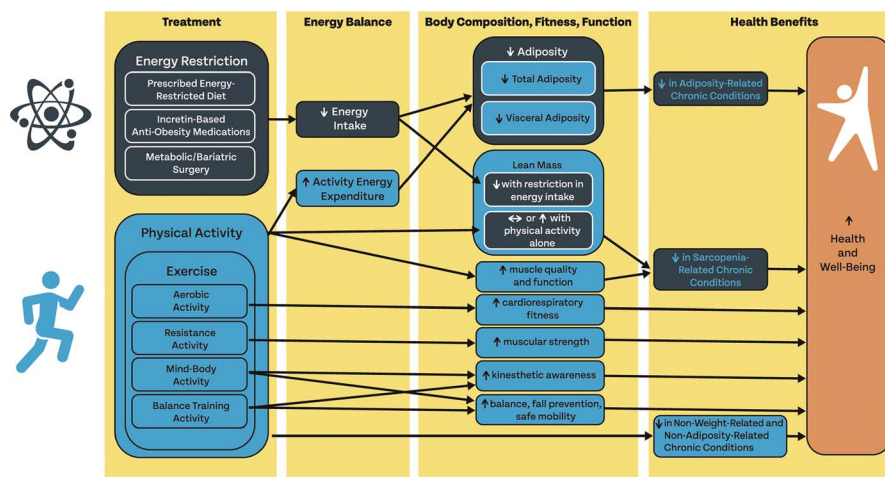 Treatment
Energy Balance
Body Composition, Fitness, Function
Health Benefits
Energy Restriction
Prescribed Energy-
Restricted Diet
Incretin-Based
Anti-Obesity Medications
Metabolic/Bariatric
Surgery
Physical Activity
Exercise
Aerobic
Activity
Resistance
Activity
Mind-Body
Activity
Balance Training
Activity
↓ Energy
Intake
↑ Activity Energy
Expenditure
↓ Adiposity
↓ Total Adiposity
↓ Visceral Adiposity
Lean Mass
↓ with restriction in
energy intake
↔ or ↑ with
physical activity
alone
↑ muscle quality
and function
↑ cardiorespiratory
fitness
↑ muscular strength
↑ kinesthetic awareness
↑ balance, fall prevention,
safe mobility
↓ in Adiposity-Related
Chronic Conditions
↓ in Sarcopenia-
Related Chronic
Conditions
↓ in Non-Weight-Related and
Non-Adiposity-Related
Chronic Conditions
↑
Health
and
Well-Being